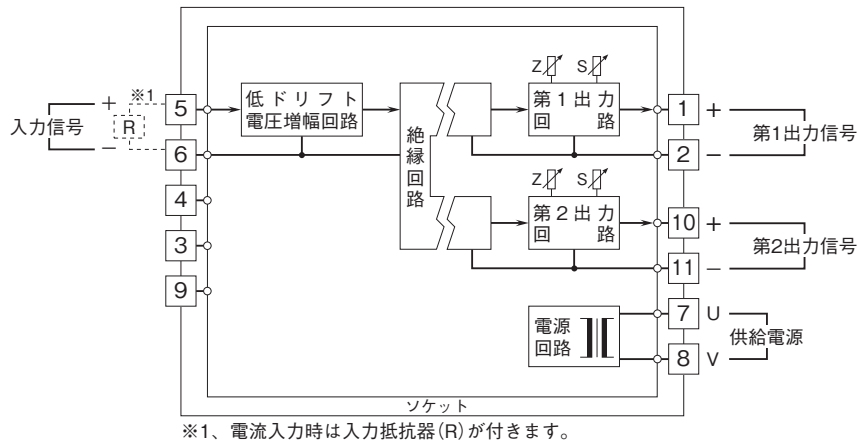 入力信号
+
−
※1
R
5
6
4
3
9
低ドリフト
電圧増幅回路
絶縁回路
Z
S
第1出力
回路
Z
S
第2出力
回路
電源
回路
1
+
2
−
第1出力信号
10
+
11
−
第2出力信号
7
U
8
V
供給電源
ソケット
※1、電流入力時は入力抵抗器(R)が付きます。